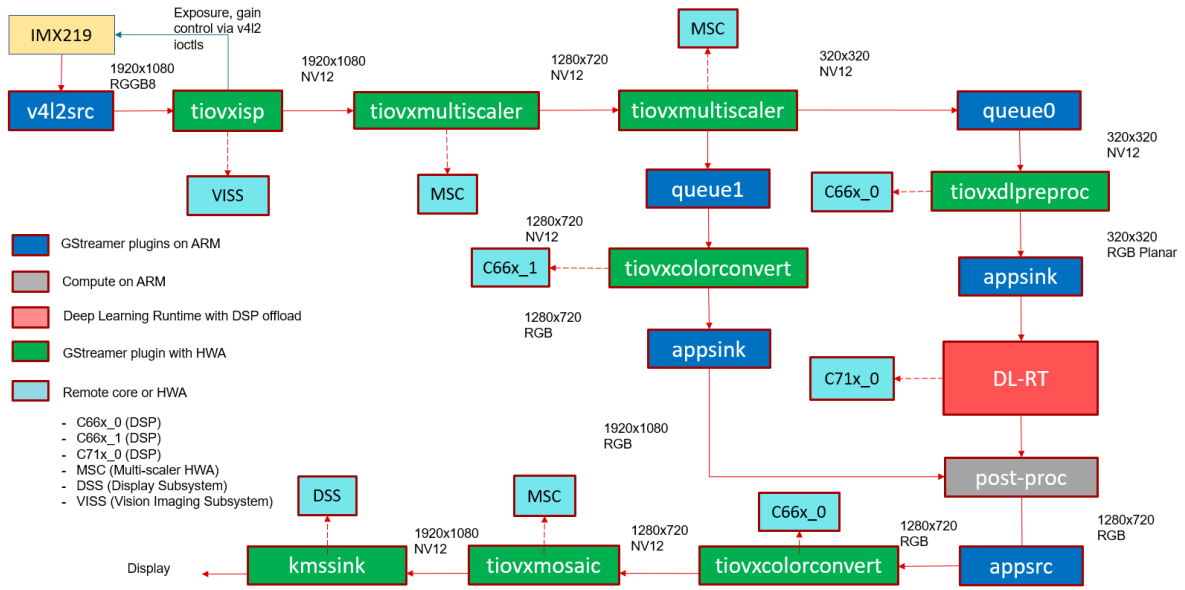 Exposure, gain
control via v4l2
ioctls
IMX219
MSC
1920x1080
RGGB8
1920x1080
NV12
1280x720
NV12
320x320
NV12
v4l2src
tiovxisp
tiovxmultiscaler
tiovxmultiscaler
queue0
320x320
NV12
VISS
MSC
queue1
C66x_0
tiovxdlpreproc
1280x720
NV12
320x320
RGB Planar
GStreamer plugins on ARM
C66x_1
tiovxcolorconvert
appsink
Compute on ARM
1280x720
RGB
Deep Learning Runtime with DSP offload
appsink
GStreamer plugin with HWA
C71x_0
DL-RT
Remote core or HWA
- C66x_0 (DSP)
- C66x_1 (DSP)
- C71x_0 (DSP)
- MSC (Multi-scaler HWA)
- DSS (Display Subsystem)
- VISS (Vision Imaging Subsystem)
1920x1080
RGB
post-proc
DSS
MSC
C66x_0
1920x1080
NV12
1280x720
NV12
1280x720
RGB
1280x720
RGB
Display
kmssink
tiovxmosaic
tiovxcolorconvert
appsrc